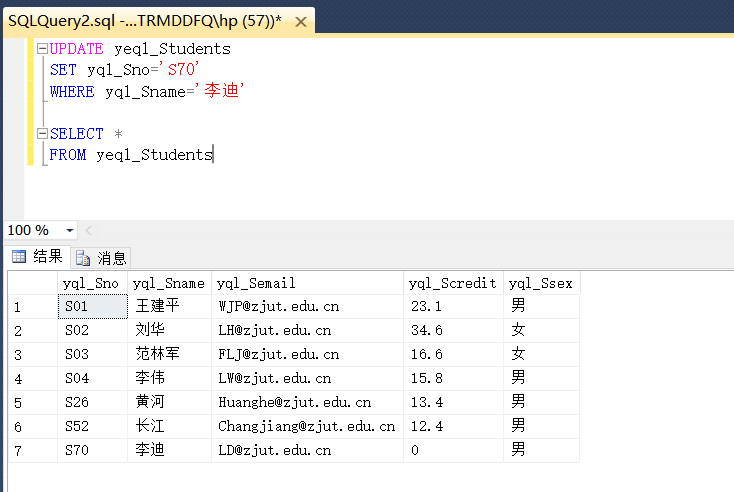 SQLQuery2.sql -...TRMDDFQ\hp (57))*
UPDATE yeql_Students
SET yql_Sno='S70'
WHERE yql_Sname='李迪'
SELECT *
FROM yeql_Students
100 %
结果 消息
yql_Sno yql_Sname yql_Semail yql_Scredit yql_Ssex
1 S01 王建平 WJP@zjut.edu.cn 23.1 男
2 S02 刘华 LH@zjut.edu.cn 34.6 女
3 S03 范林军 FLJ@zjut.edu.cn 16.6 女
4 S04 李伟 LW@zjut.edu.cn 15.8 男
5 S26 黄河 Huanghe@zjut.edu.cn 13.4 男
6 S52 长江 Changjiang@zjut.edu.cn 12.4 男
7 S70 李迪 LD@zjut.edu.cn 0 男